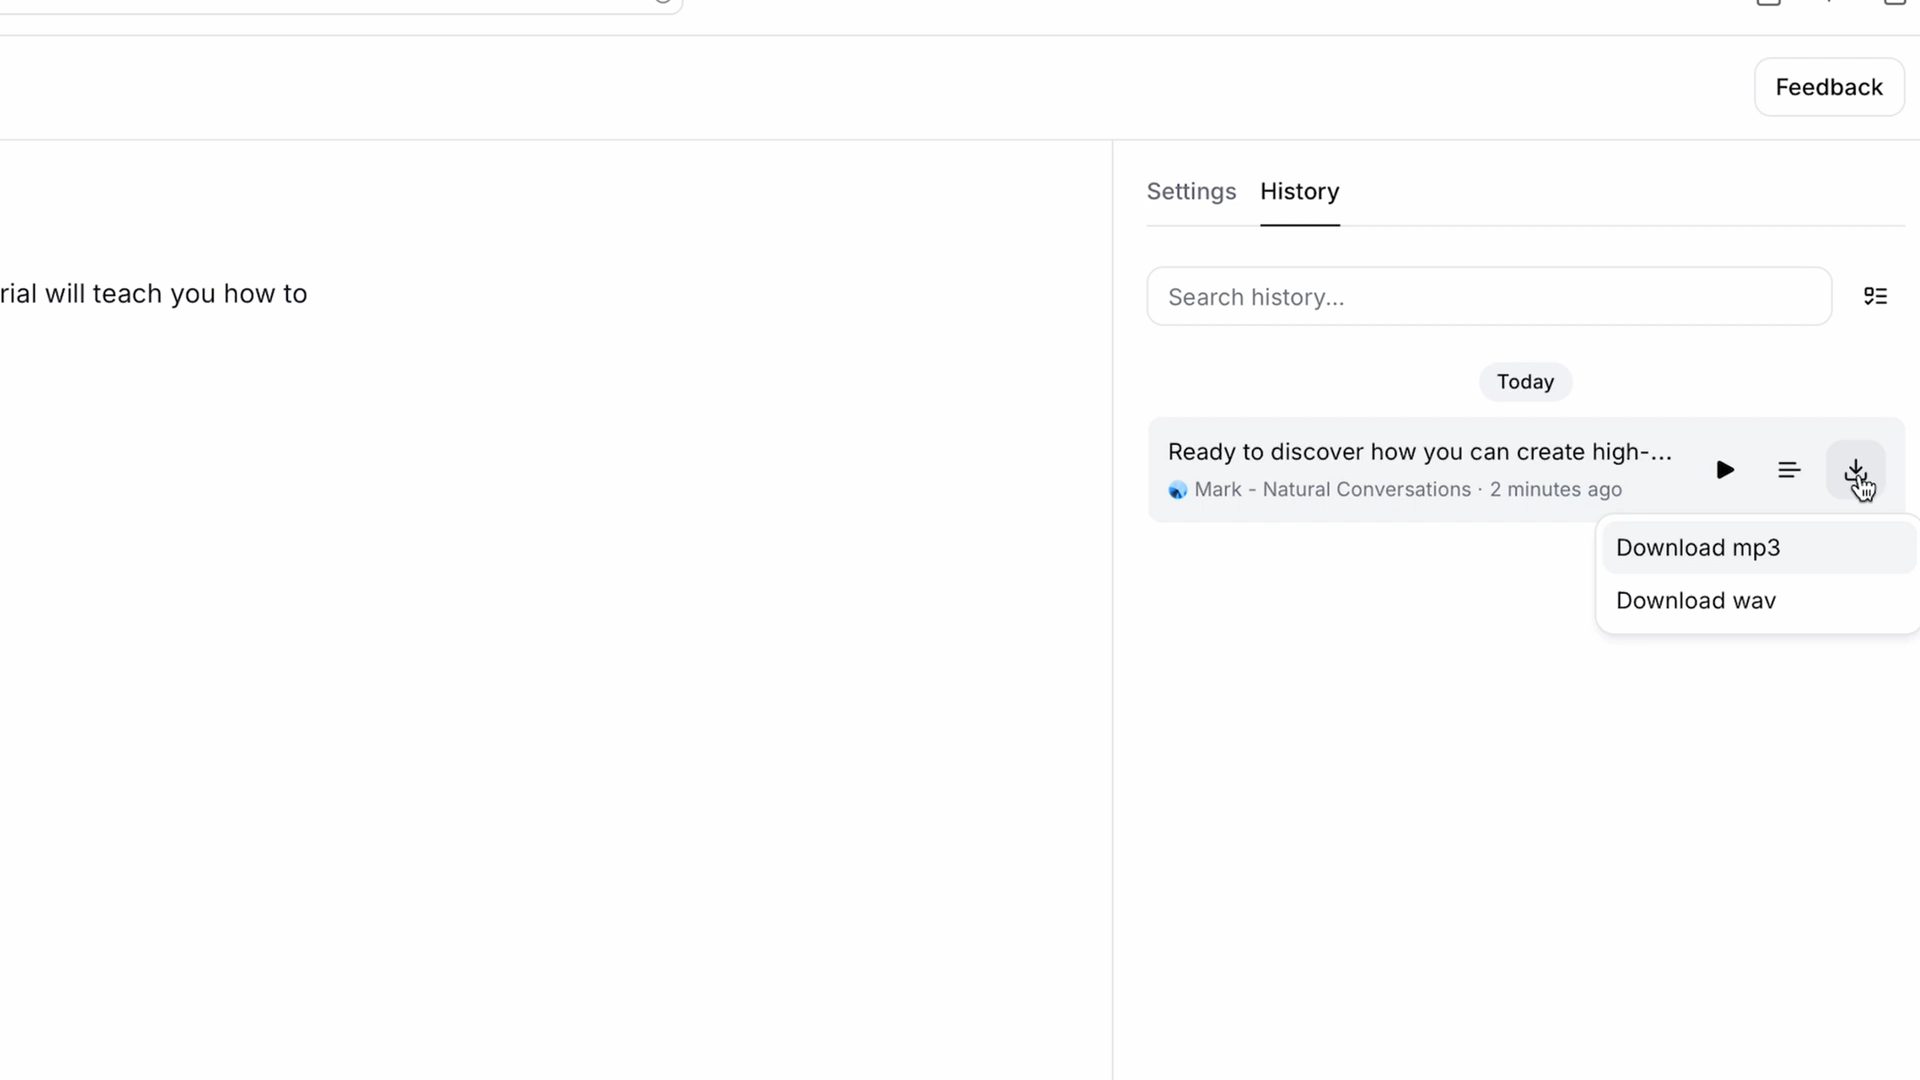 Feedback
Settings History
rial will teach you how to
Search history...
Today
Ready to discover how you can create high-...
Mark - Natural Conversations · 2 minutes ago
Download mp3
Download wav